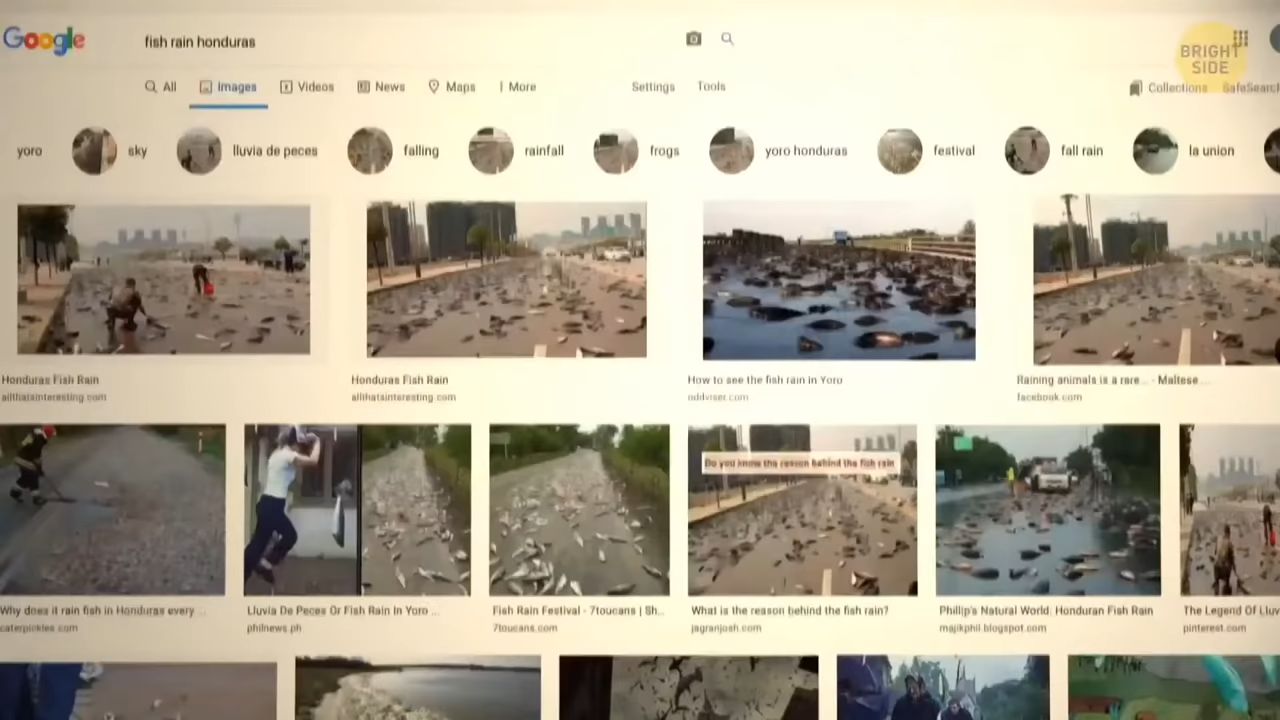 Google
fish rain honduras
BRIGHT
SIDE
All
Images
Videos
News
Maps
More
Settings
Tools
Collections
SafeSearch
yoro
sky
lluvia de peces
falling
rainfall
frogs
yoro honduras
festival
fall rain
la union
Honduras Fish Rain
allthatsinteresting.com
Honduras Fish Rain
allthatsinteresting.com
How to see the fish rain in Yoro
oddviser.com
Raining animals is a rare... - Maltese ...
facebook.com
Do you know the reason behind the fish rain
Why does it rain fish in Honduras every ...
caterpickles.com
Lluvia De Peces Or Fish Rain In Yoro ...
philnews.ph
Fish Rain Festival - 7toucans | Sh...
7toucans.com
What is the reason behind the fish rain?
jagranjosh.com
Phillip's Natural World: Honduran Fish Rain
majikphil.blogspot.com
The Legend Of Lluv
pinterest.com